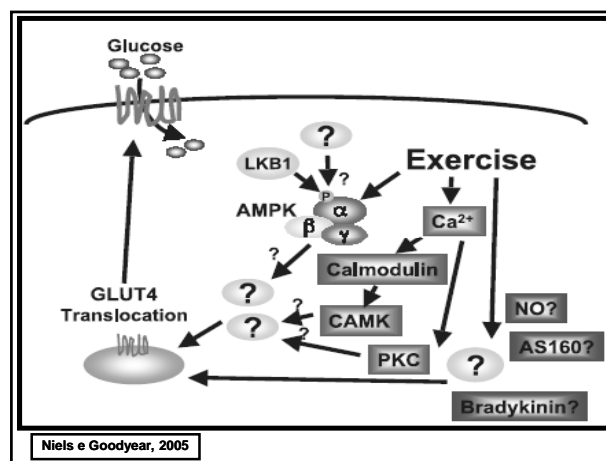 Glucose
?
LKB1
?
P
Exercise
AMPK
α
β
γ
Ca²⁺
?
Calmodulin
GLUT4
Translocation
?
?
?
CAMK
?
PKC
?
NO?
AS160?
Bradykinin?
Niels e Goodyear, 2005